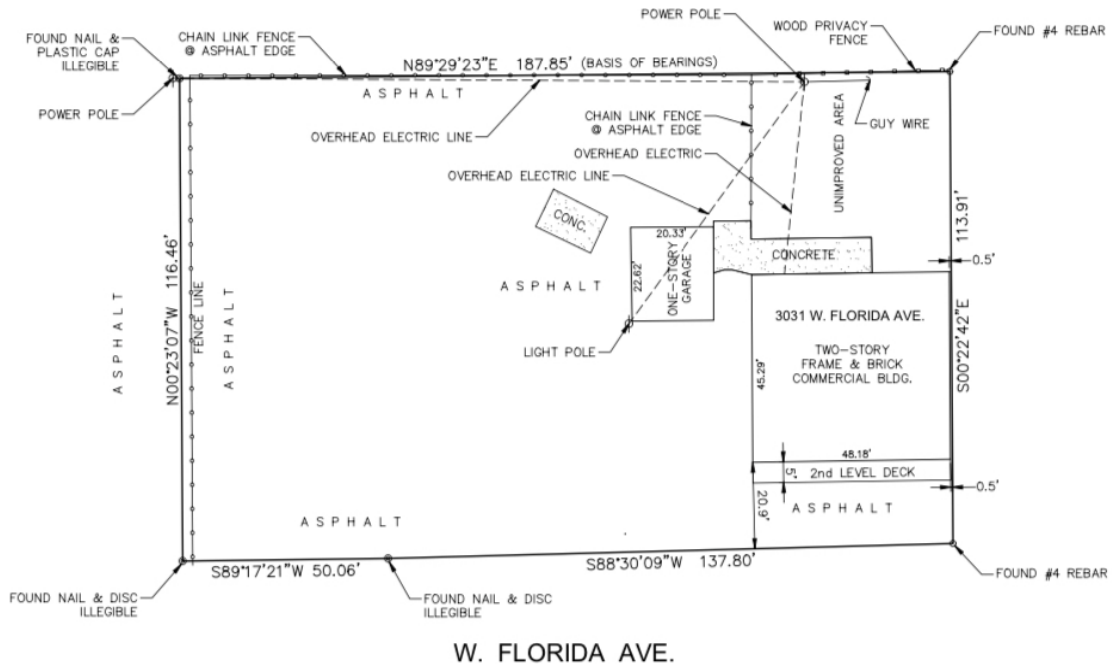 POWER POLE
WOOD PRIVACY
FENCE
FOUND #4 REBAR
FOUND NAIL &
PLASTIC CAP
ILLEGIBLE
CHAIN LINK FENCE
@ ASPHALT EDGE
N89°29'23"E 187.85' (BASIS OF BEARINGS)
ASPHALT
POWER POLE
OVERHEAD ELECTRIC LINE
CHAIN LINK FENCE
@ ASPHALT EDGE
GUY WIRE
UNIMPROVED AREA
OVERHEAD ELECTRIC
OVERHEAD ELECTRIC LINE
113.91'
CONC.
20.33'
CONCRETE
0.5'
N00°23'07"W 116.46'
ASPHALT
FENCE LINE
ASPHALT
ASPHALT
22.62'
ONE-STORY
GARAGE
3031 W. FLORIDA AVE.
S00°22'42"E
LIGHT POLE
TWO-STORY
FRAME & BRICK
COMMERCIAL BLDG.
45.29'
48.18'
5'
2nd LEVEL DECK
0.5'
20.9'
ASPHALT
ASPHALT
S89°17'21"W 50.06'
S88°30'09"W 137.80'
FOUND #4 REBAR
FOUND NAIL & DISC
ILLEGIBLE
FOUND NAIL & DISC
ILLEGIBLE
W. FLORIDA AVE.